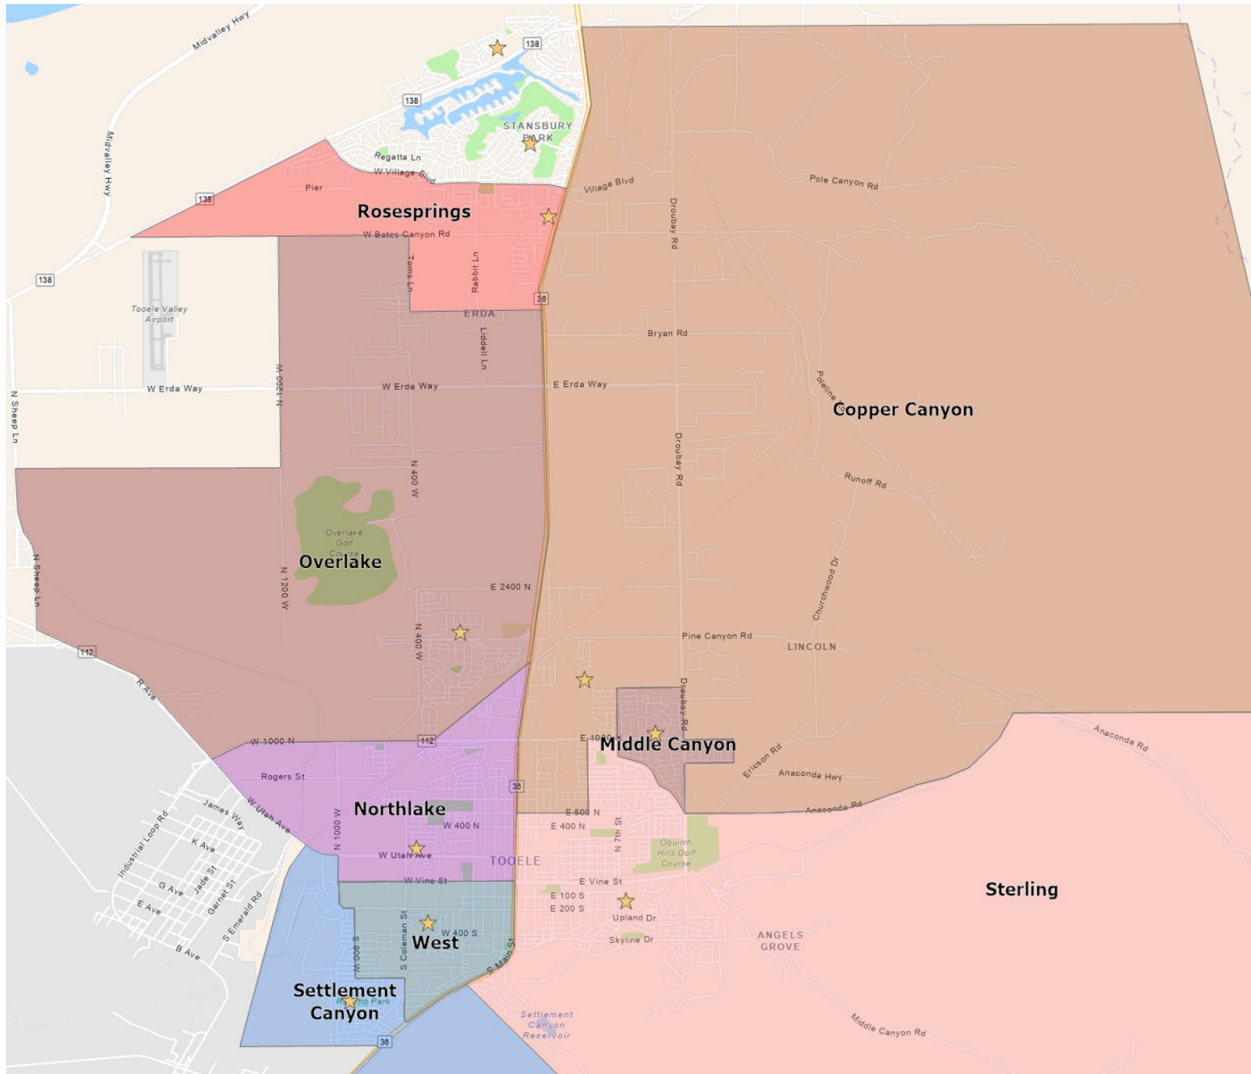 Midvalley Hwy
138
138
STANSBURY
PARK
Midvalley Hwy
Regatta Ln
W Village Blvd
Pier
138
Village Blvd
Pole Canyon Rd
Rosesprings
Droubay Rd
W Bates Canyon Rd
Toms Ln
Rabbit Ln
138
36
Tooele Valley
Airport
ERDA
Liddell Ln
Bryan Rd
N 1200 W
W Erda Way
W Erda Way
E Erda Way
N Sheep Ln
Copper Canyon
Droubay Rd
N 400 W
Runoff Rd
Overlake
Golf
Course
Overlake
N Sheep Ln
N 1200 W
E 2400 N
Churchwood Dr
N 400 W
Pine Canyon Rd
LINCOLN
112
R Ave
Droubay Rd
W 1000 N
112
Middle Canyon
Anaconda Rd
Ericson Rd
Rogers St
Anaconda Hwy
36
James Way
W Utah Ave
Northlake
E 500 N
Anaconda Rd
Industrial Loop Rd
N 1000 W
W 400 N
E 400 N
N 7th St
K Ave
Oquirrh
Hills Golf
Course
W Utah Ave
TOOELE
Jade St
G Ave
Garnet St
W Vine St
E Vine St
Sterling
E Ave
E 100 S
E 200 S
S Emerald Rd
S Coleman St
Upland Dr
W 400 S
West
Skyline Dr
ANGELS
GROVE
B Ave
S 900 W
S Main St
Settlement
Canyon
Settlement
Canyon
Reservoir
Middle Canyon Rd
36